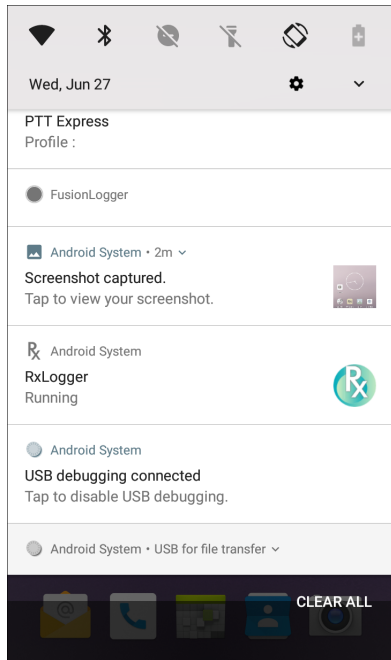 Wed, Jun 27
PTT Express
Profile :
FusionLogger
Android System • 2m
Screenshot captured.
Tap to view your screenshot.
Rx Android System
RxLogger
Running
Rx
Android System
USB debugging connected
Tap to disable USB debugging.
Android System • USB for file transfer
@
CLEAR ALL